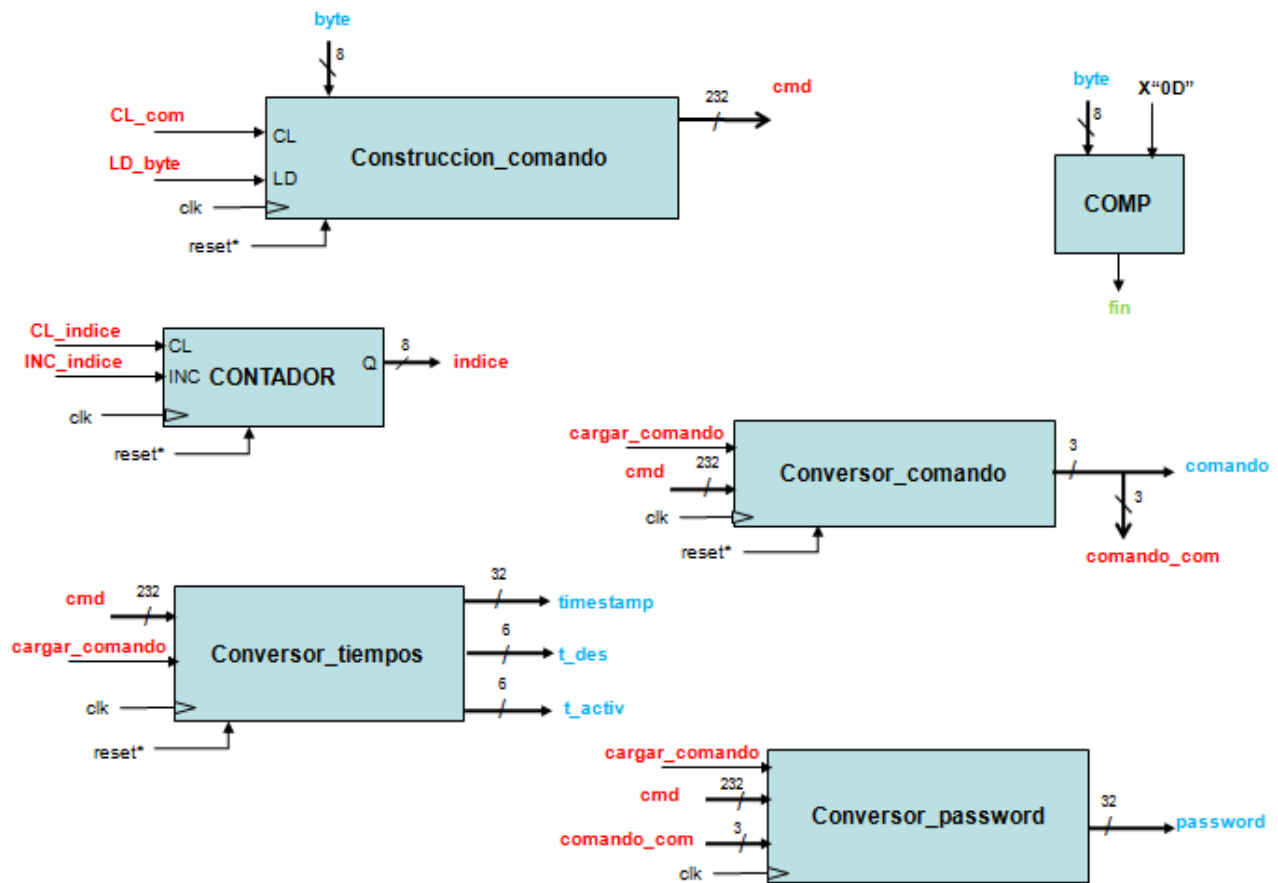 byte
8
CL_com
CL
LD_byte
LD
clk
reset*
Construccion_comando
232
cmd
byte
X“0D”
8
COMP
fin
CL_indice
CL
INC_indice
INC
CONTADOR
Q
8
indice
clk
reset*
cargar_comando
232
cmd
Conversor_comando
clk
reset*
3
comando
3
comando_com
232
cmd
cargar_comando
Conversor_tiempos
clk
reset*
32
timestamp
6
t_des
6
t_activ
cargar_comando
232
cmd
3
comando_com
clk
Conversor_password
32
password